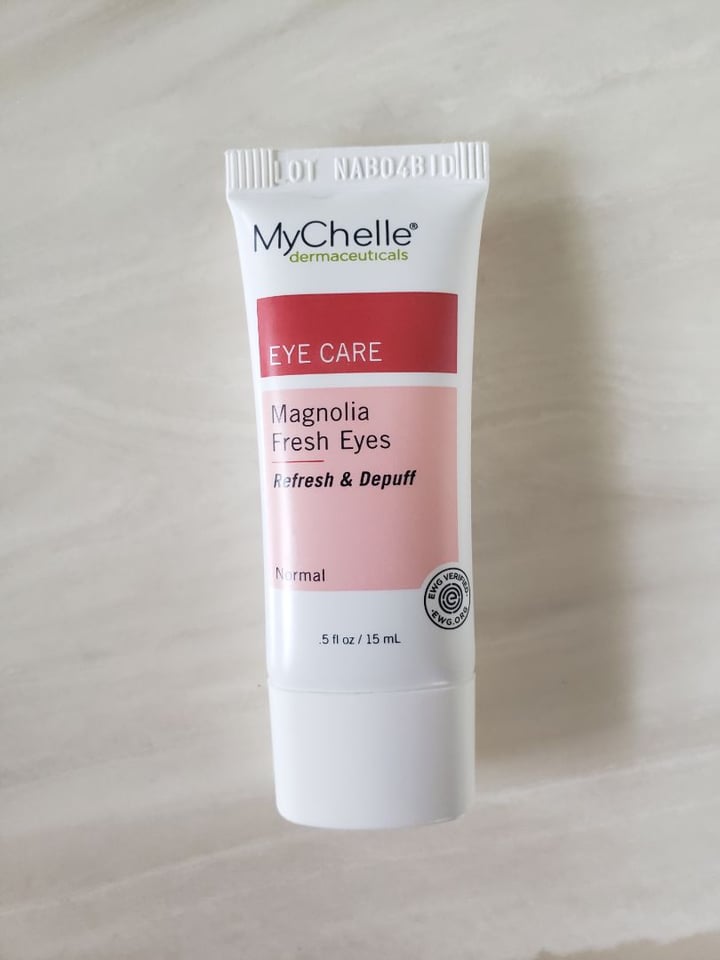 LOT NAB04B1D
MyChelle®
dermaceuticals
EYE CARE
Magnolia
Fresh Eyes
Refresh & Depuff
Normal
EWG VERIFIED·
·EWG.ORG
.5 fl oz / 15 mL